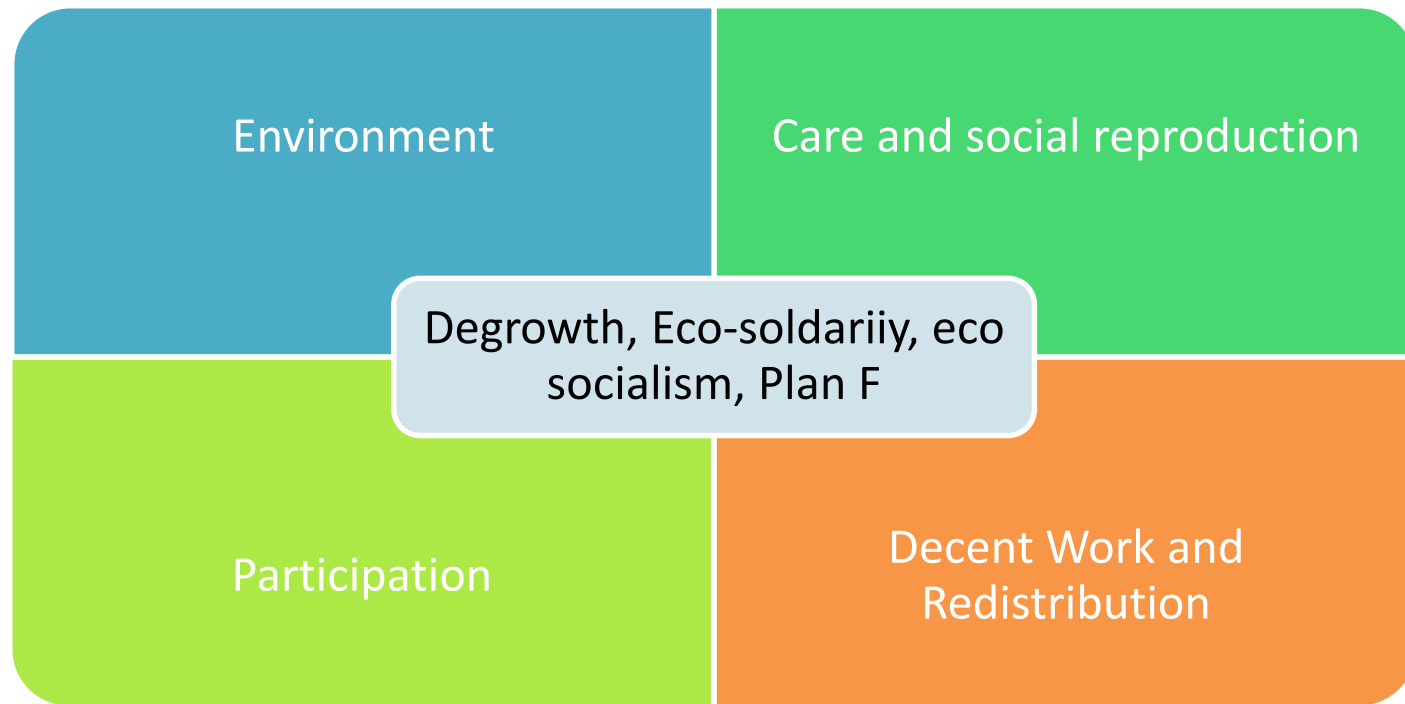 Environment
Care and social reproduction
Degrowth, Eco-soldariiy, eco
socialism, Plan F
Participation
Decent Work and
Redistribution